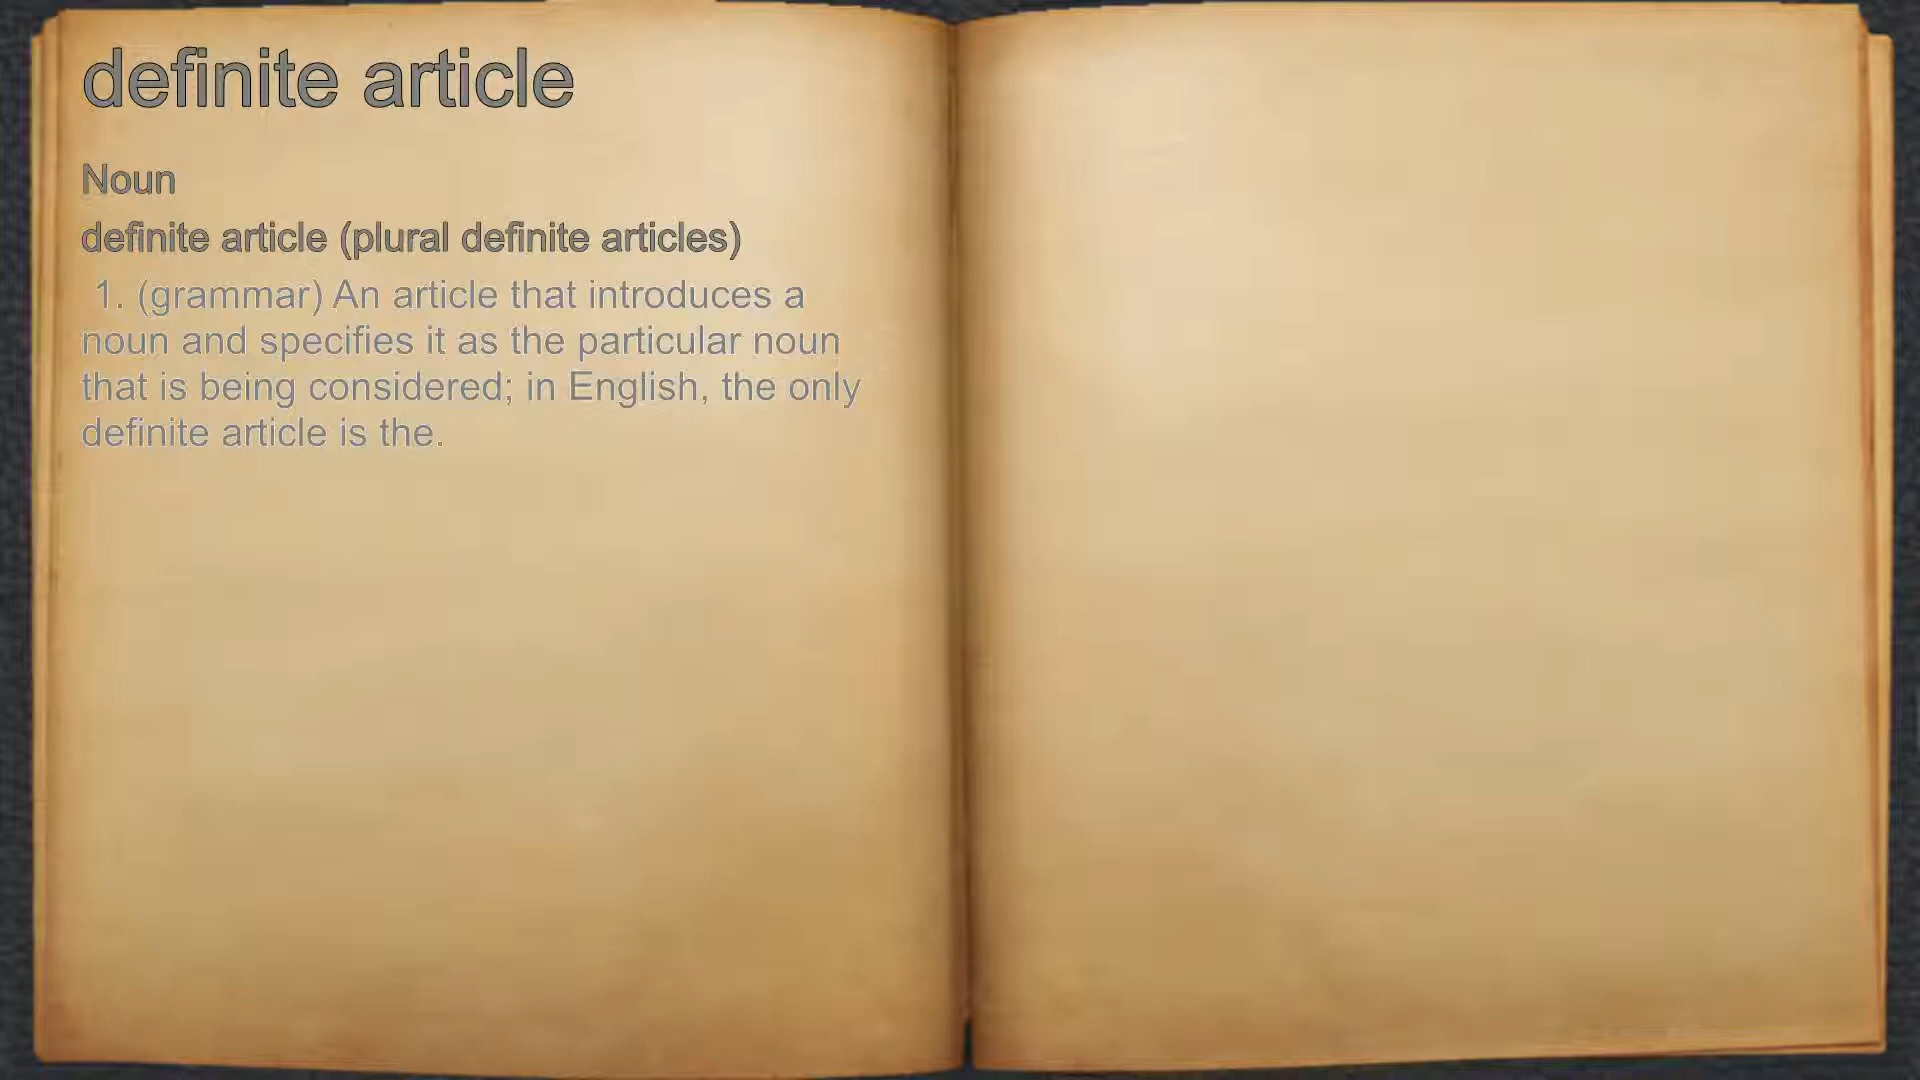 definite article
Noun
definite article (plural definite articles)
1. (grammar) An article that introduces a
noun and specifies it as the particular noun
that is being considered; in English, the only
definite article is the.